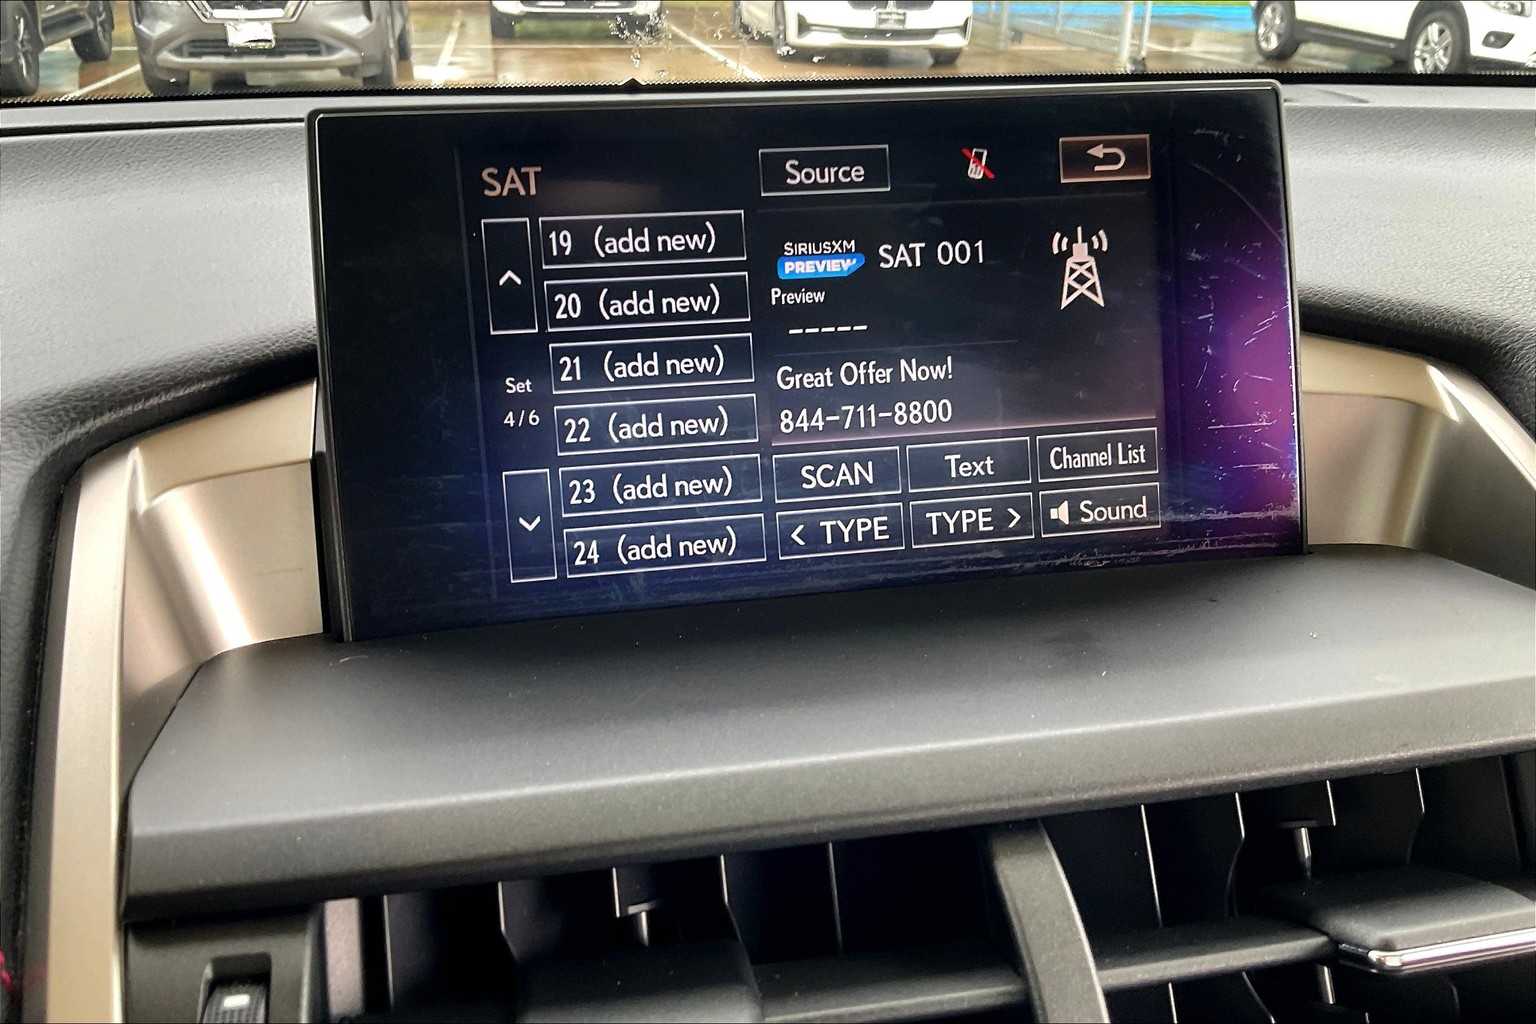 SAT
Source
19 (add new)
20 (add new)
21 (add new)
22 (add new)
23 (add new)
24 (add new)
Set
4/6
SIRIUSXM
PREVIEW
SAT 001
Preview
-----
Great Offer Now!
844-711-8800
SCAN
Text
Channel List
< TYPE
TYPE >
Sound